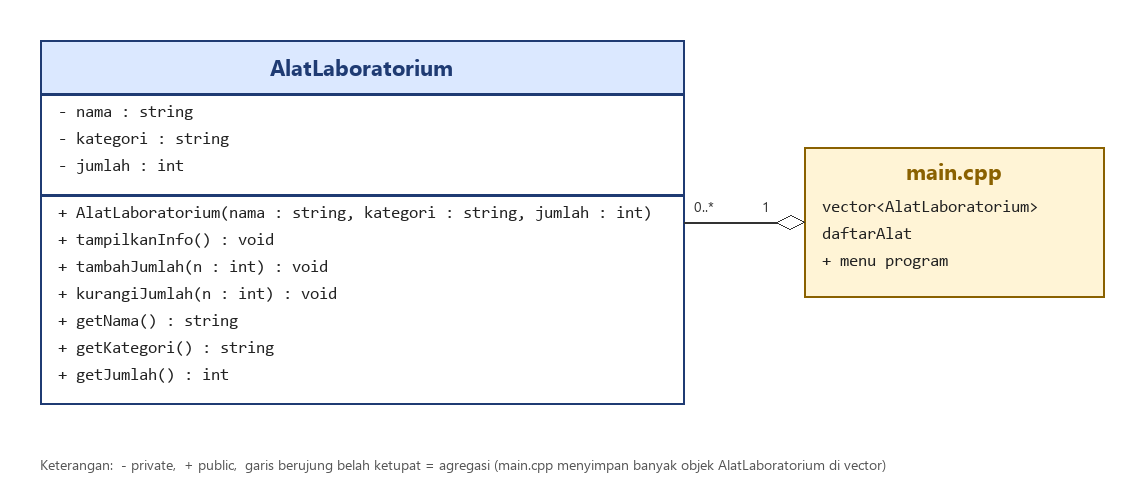 AlatLaboratorium
- nama : string
- kategori : string
- jumlah : int
+ AlatLaboratorium(nama : string, kategori : string, jumlah : int)
+ tampilkanInfo() : void
+ tambahJumlah(n : int) : void
+ kurangiJumlah(n : int) : void
+ getNama() : string
+ getKategori() : string
+ getJumlah() : int
0..*
1
main.cpp
vector<AlatLaboratorium>
daftarAlat
+ menu program
Keterangan: - private, + public, garis berujung belah ketupat = agregasi (main.cpp menyimpan banyak objek AlatLaboratorium di vector)